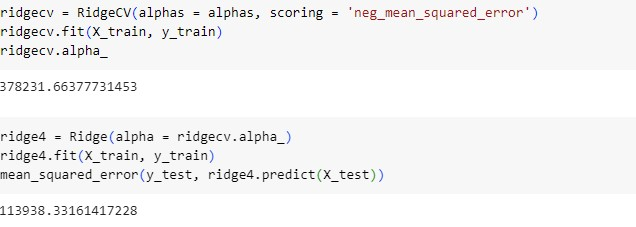 ridgecv = RidgeCV(alphas = alphas, scoring = 'neg_mean_squared_error')
ridgecv.fit(X_train, y_train)
ridgecv.alpha_
378231.66377731453
ridge4 = Ridge(alpha = ridgecv.alpha_)
ridge4.fit(X_train, y_train)
mean_squared_error(y_test, ridge4.predict(X_test))
113938.33161417228